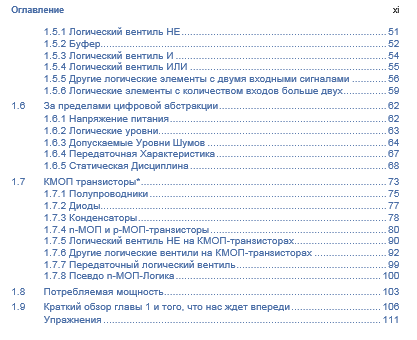 Оглавление xi
1.5.1 Логический вентиль НЕ 51
1.5.2 Буфер 52
1.5.3 Логический вентиль И 54
1.5.4 Логический вентиль ИЛИ 55
1.5.5 Другие логические элементы с двумя входными сигналами 56
1.5.6 Логические элементы с количеством входов больше двух 59
1.6 За пределами цифровой абстракции 62
1.6.1 Напряжение питания 62
1.6.2 Логические уровни 63
1.6.3 Допускаемые Уровни Шумов 64
1.6.4 Передаточная Характеристика 67
1.6.5 Статическая Дисциплина 68
1.7 КМОП транзисторы* 73
1.7.1 Полупроводники 75
1.7.2 Диоды 77
1.7.3 Конденсаторы 78
1.7.4 n-МОП и p-МОП-транзисторы 80
1.7.5 Логический вентиль НЕ на КМОП-транзисторах 90
1.7.6 Другие логические вентили на КМОП-транзисторах 92
1.7.7 Передаточный логический вентиль 99
1.7.8 Псевдо n-МОП-Логика 100
1.8 Потребляемая мощность 103
1.9 Краткий обзор главы 1 и того, что нас ждет впереди 106
Упражнения 111